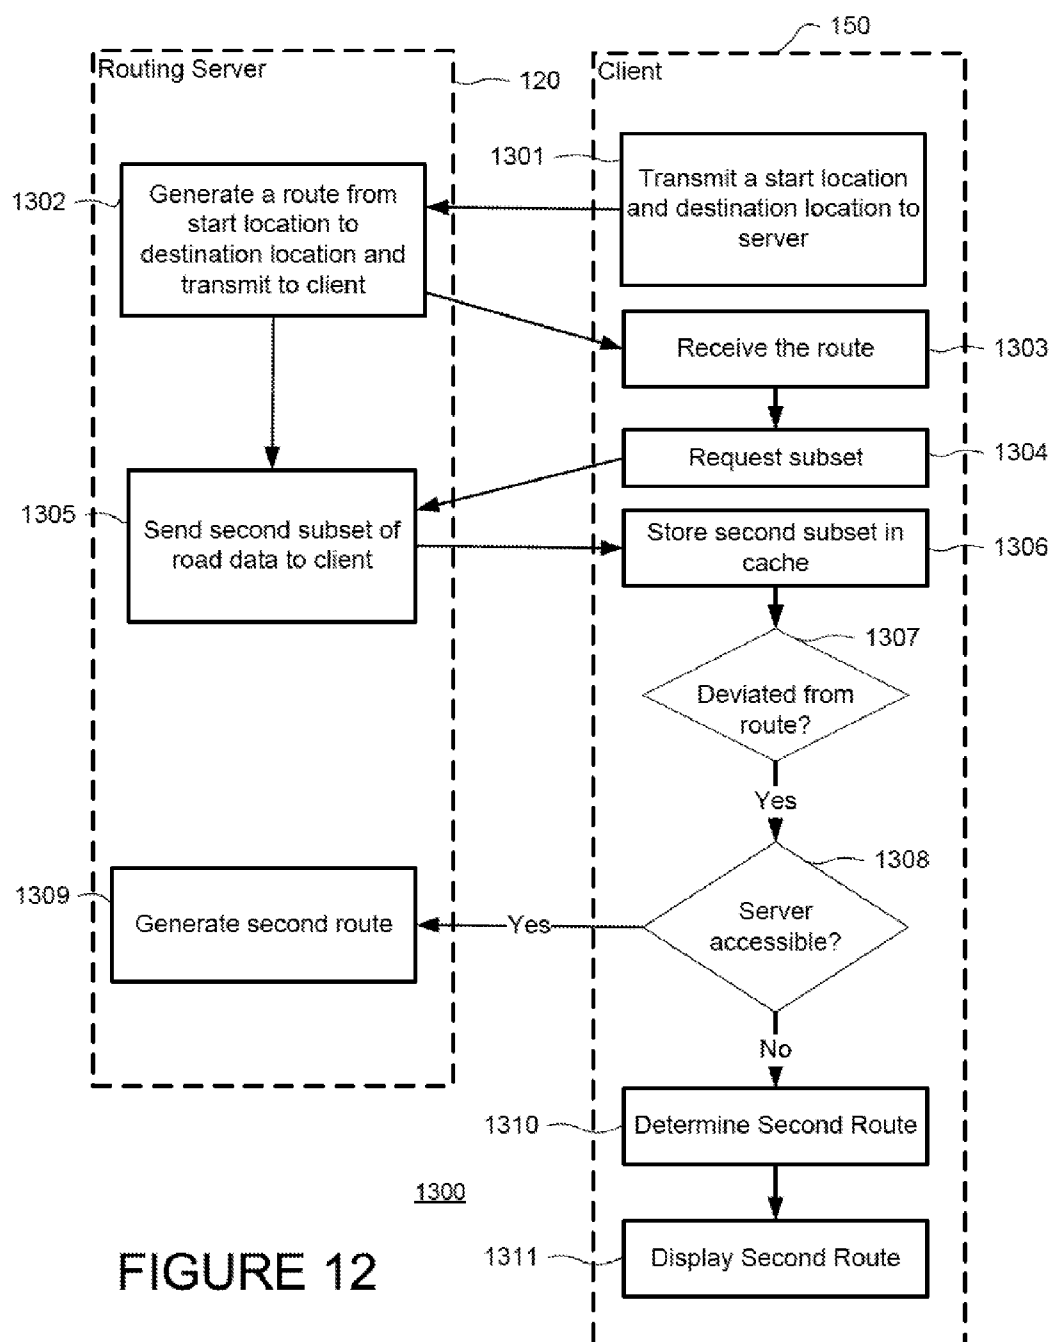 150
Routing Server
Client
120
1301
Transmit a start location
and destination location to
server
1302
Generate a route from
start location to
destination location and
transmit to client
Receive the route
1303
Request subset
1304
1305
Send second subset of
road data to client
Store second subset in
cache
1306
1307
Deviated from
route?
Yes
1308
Server
accessible?
Yes
1309
Generate second route
No
1310
Determine Second Route
1300
1311
Display Second Route
FIGURE 12